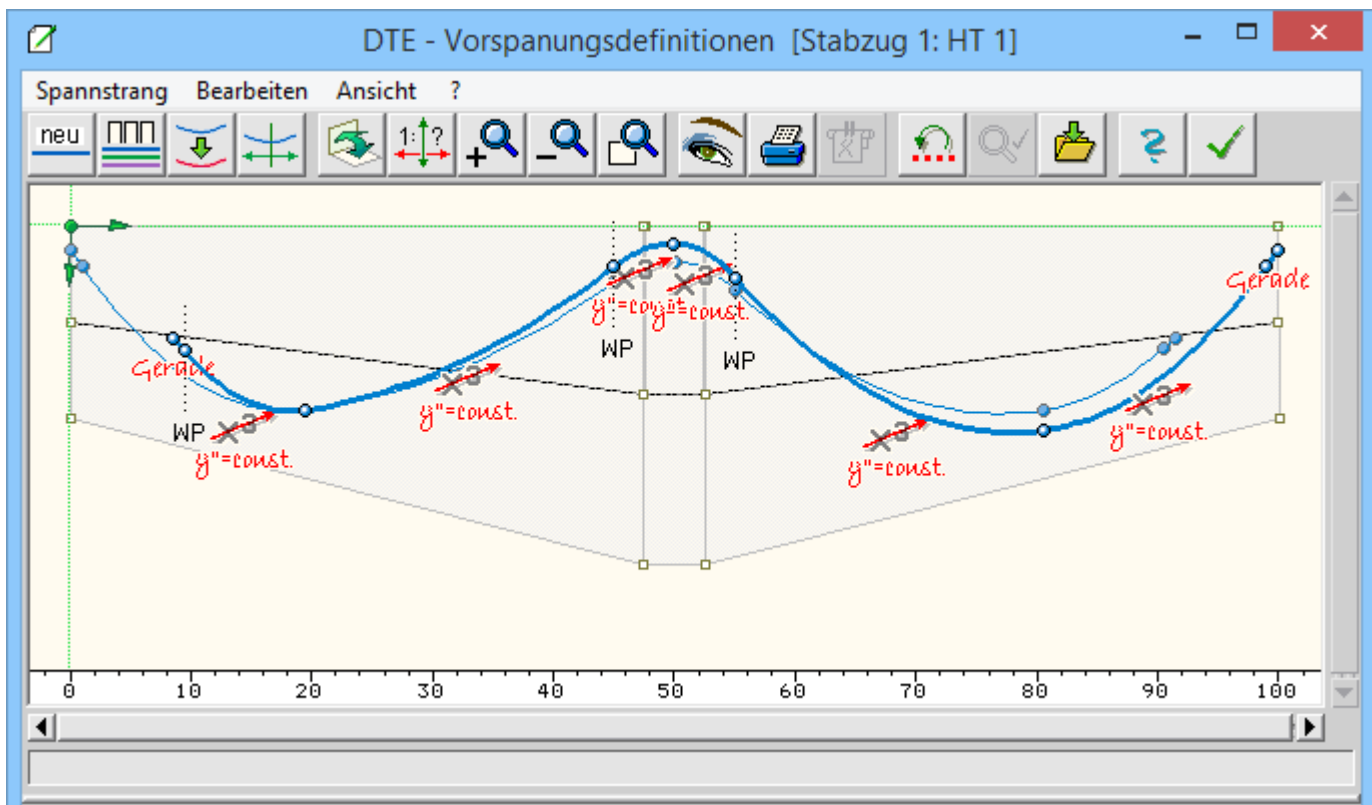 DTE - Vorspanungsdefinitionen [Stabzug 1: HT 1]
Spannstrang Bearbeiten Ansicht ?
neu
1: ?
Gerade
y"=const.
y"=const.
WP
WP
Gerade
y"=const.
WP
y"=const.
y"=const.
y"=const.
0 10 20 30 40 50 60 70 80 90 100